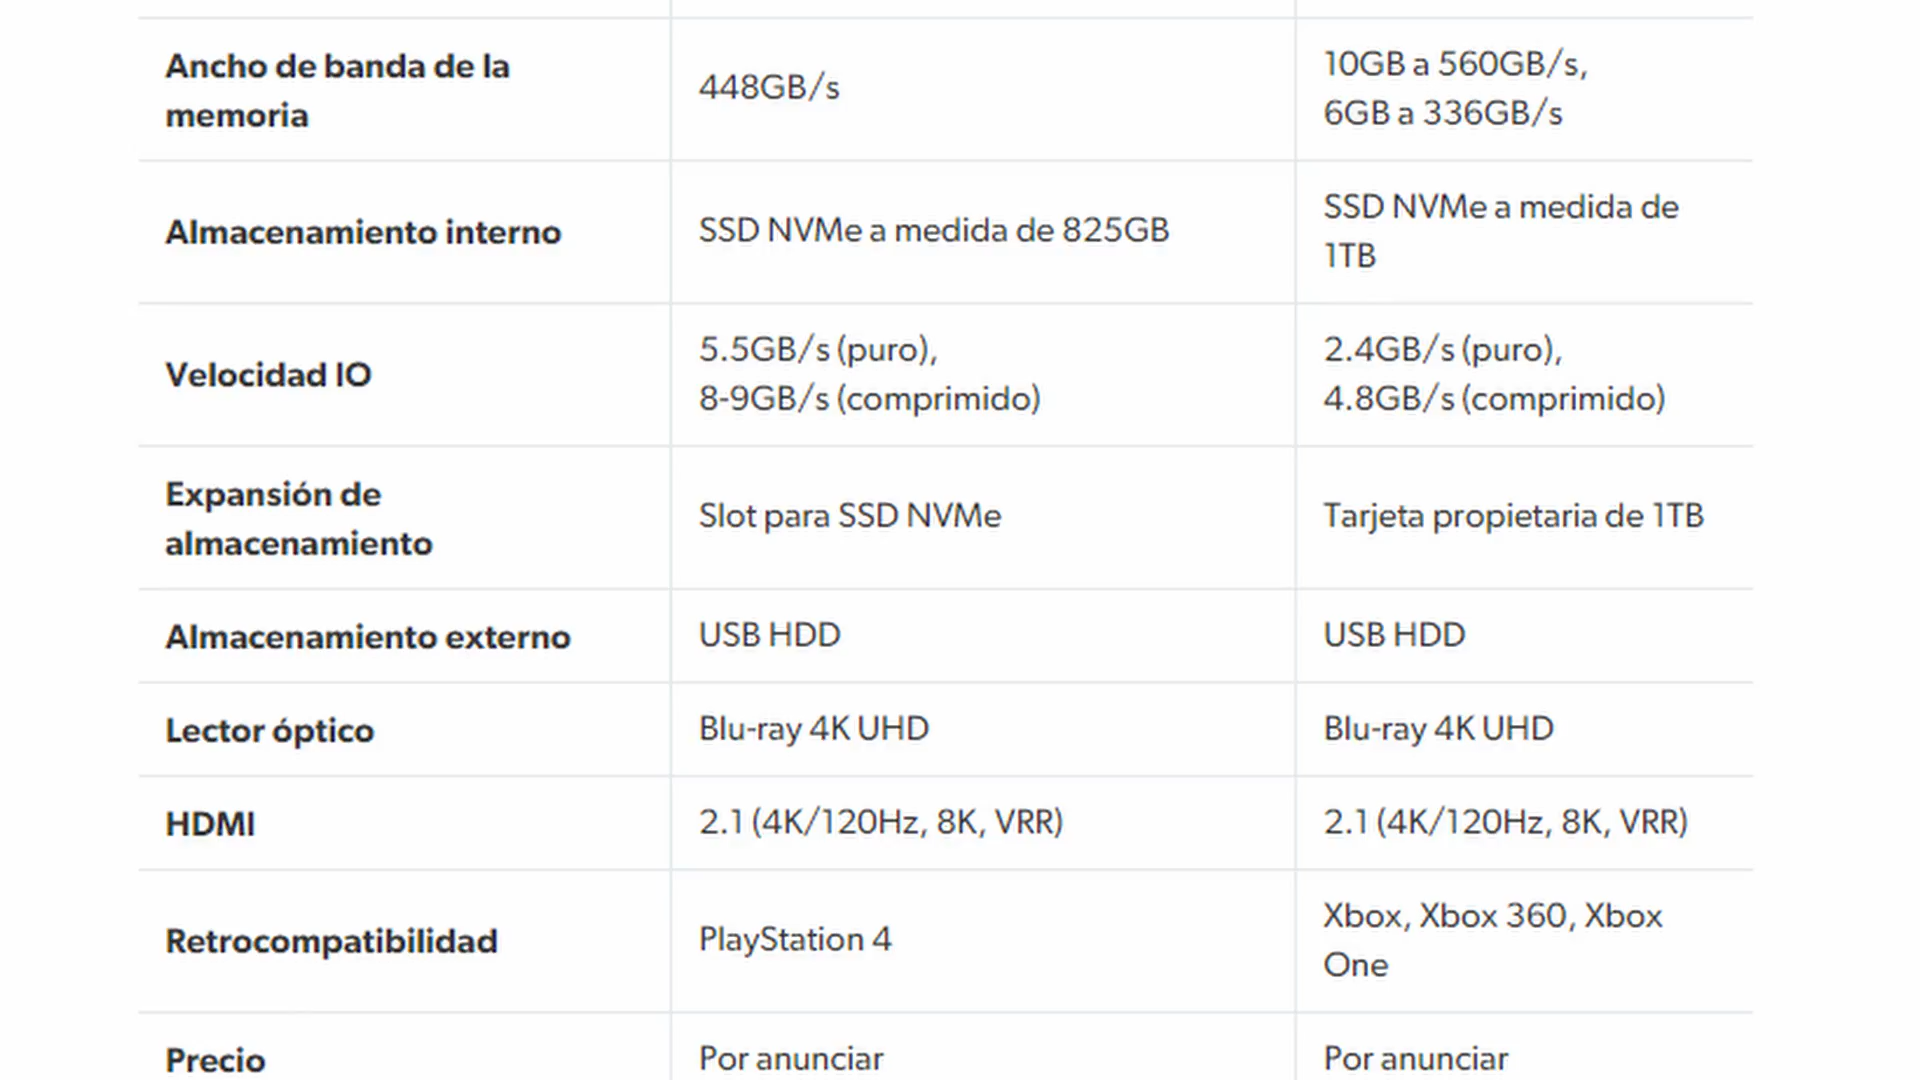 Ancho de banda de la
memoria
448GB/s
10GB a 560GB/s,
6GB a 336GB/s
Almacenamiento interno
SSD NVMe a medida de 825GB
SSD NVMe a medida de
1TB
Velocidad IO
5.5GB/s (puro),
8-9GB/s (comprimido)
2.4GB/s (puro),
4.8GB/s (comprimido)
Expansión de
almacenamiento
Slot para SSD NVMe
Tarjeta propietaria de 1TB
Almacenamiento externo
USB HDD
USB HDD
Lector óptico
Blu-ray 4K UHD
Blu-ray 4K UHD
HDMI
2.1 (4K/120Hz, 8K, VRR)
2.1 (4K/120Hz, 8K, VRR)
Retrocompatibilidad
PlayStation 4
Xbox, Xbox 360, Xbox
One
Precio
Por anunciar
Por anunciar